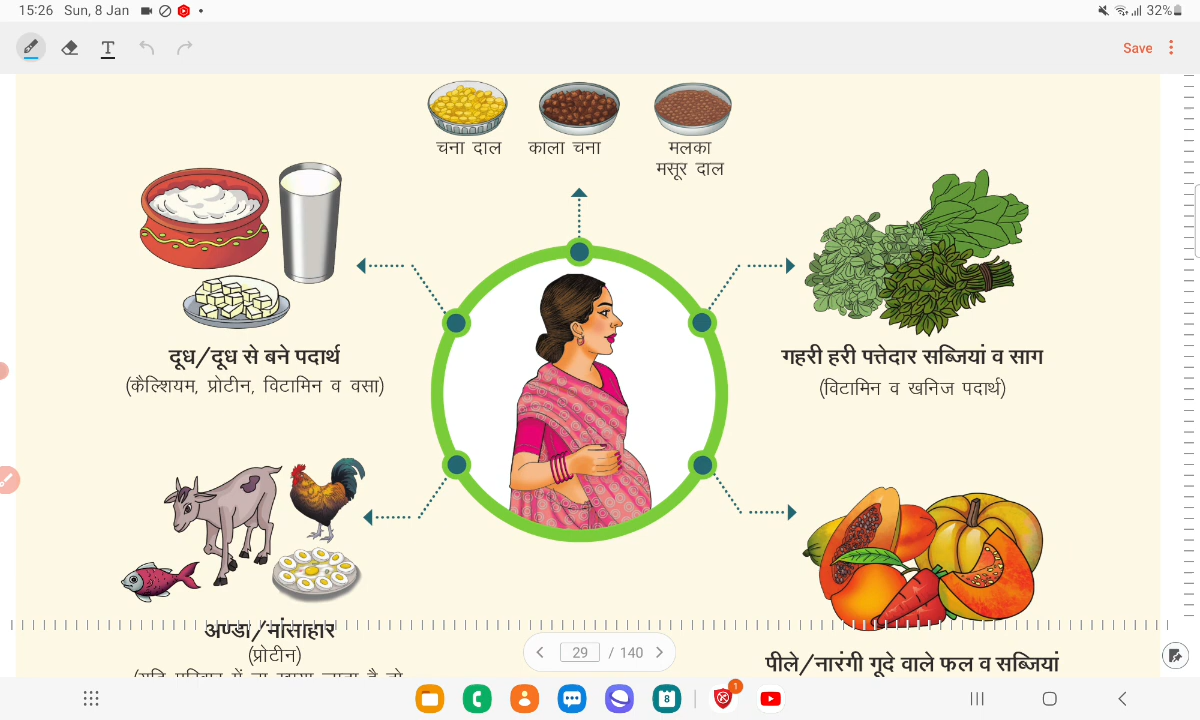 15:26 Sun, 8 Jan
32%
T
Save
चना दाल
काला चना
मलका
मसूर दाल
दूध/दूध से बने पदार्थ
(कैल्शियम, प्रोटीन, विटामिन व वसा)
गहरी हरी पत्तेदार सब्जियां व साग
(विटामिन व खनिज पदार्थ)
अण्डा/मांसाहार
(प्रोटीन)
पीले/नारंगी गूदे वाले फल व सब्जियां
29 / 140
8
1